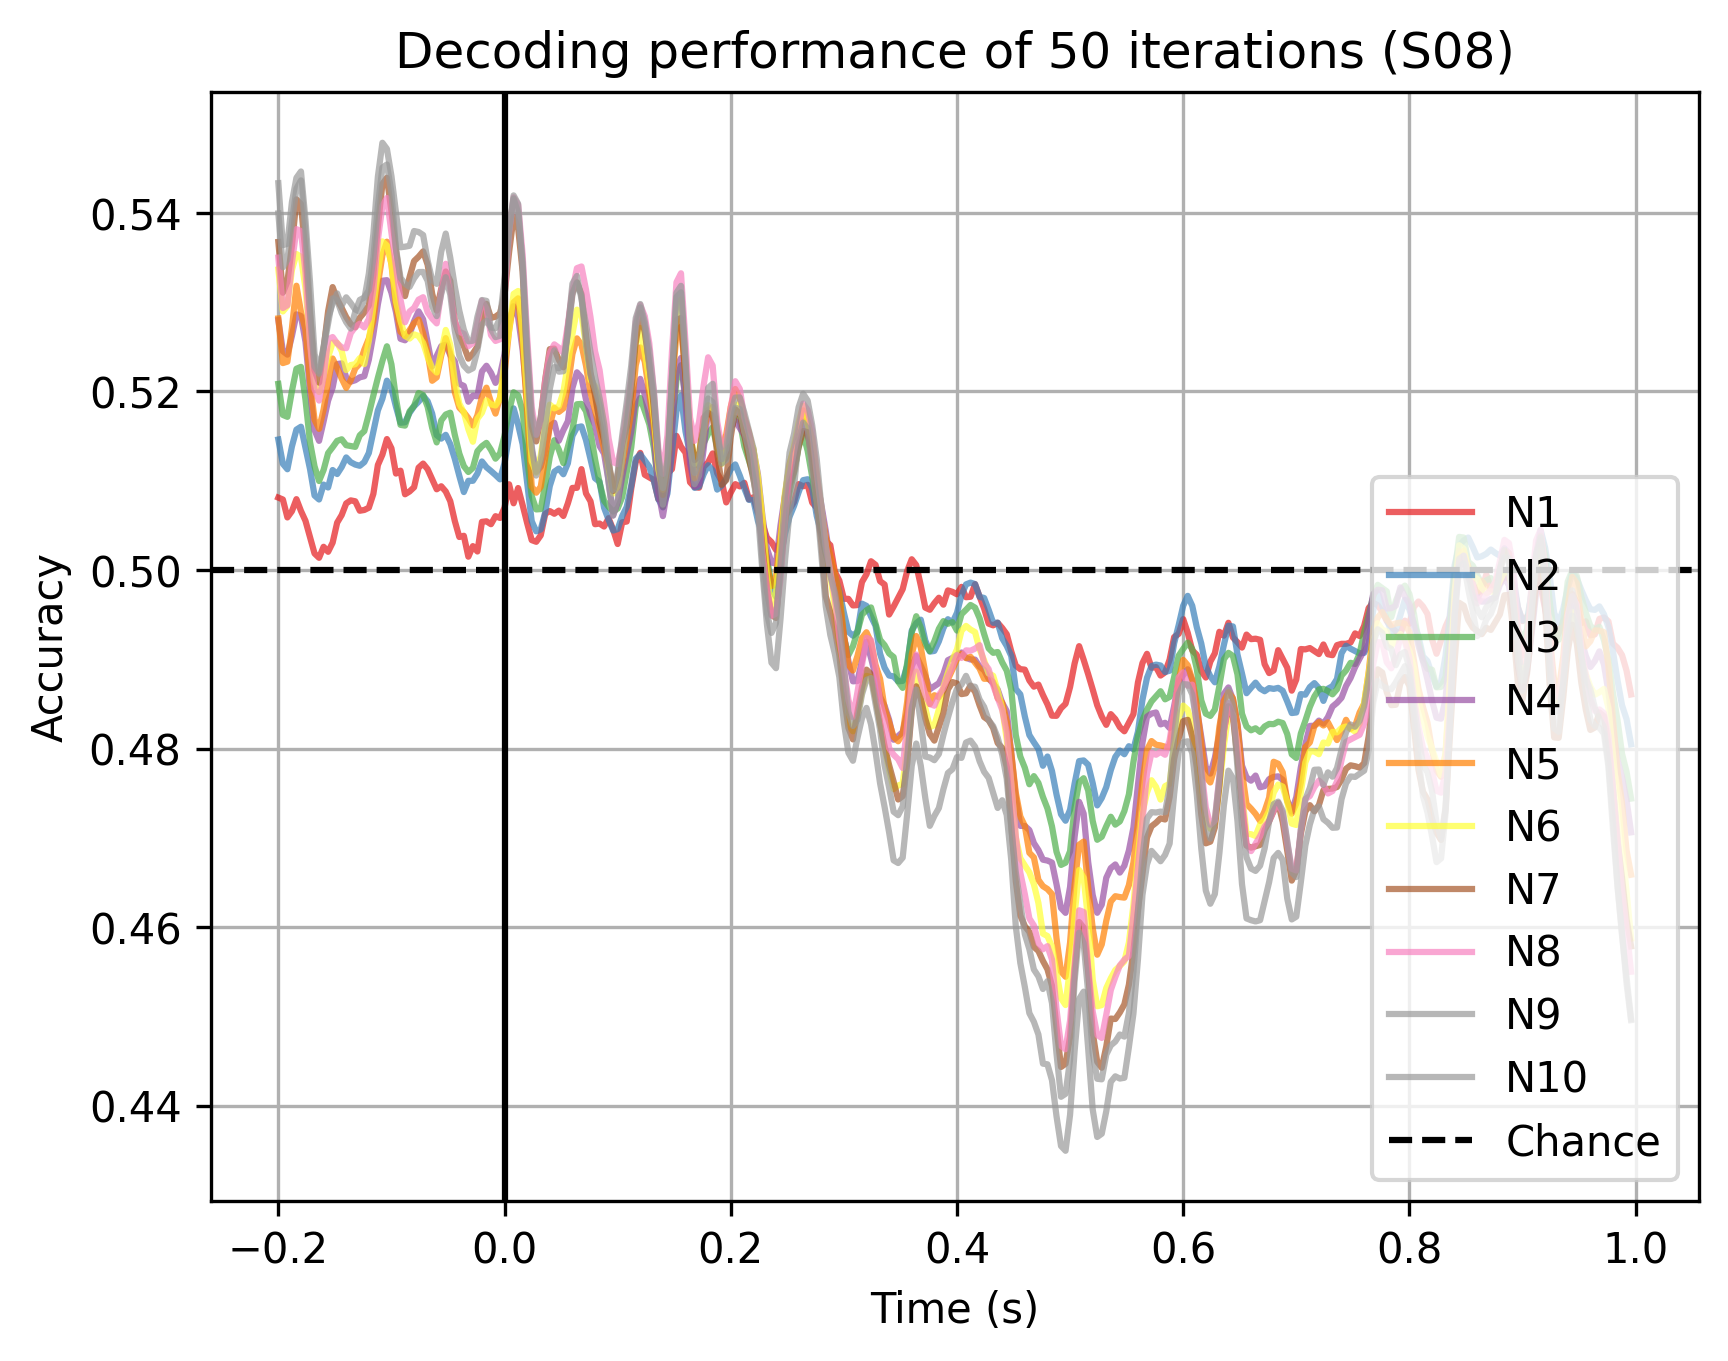 Decoding performance of 50 iterations (S08)
Accuracy
0.54
0.52
0.50
0.48
0.46
0.44
−0.2
0.0
0.2
0.4
0.6
0.8
1.0
Time (s)
N1
N2
N3
N4
N5
N6
N7
N8
N9
N10
Chance